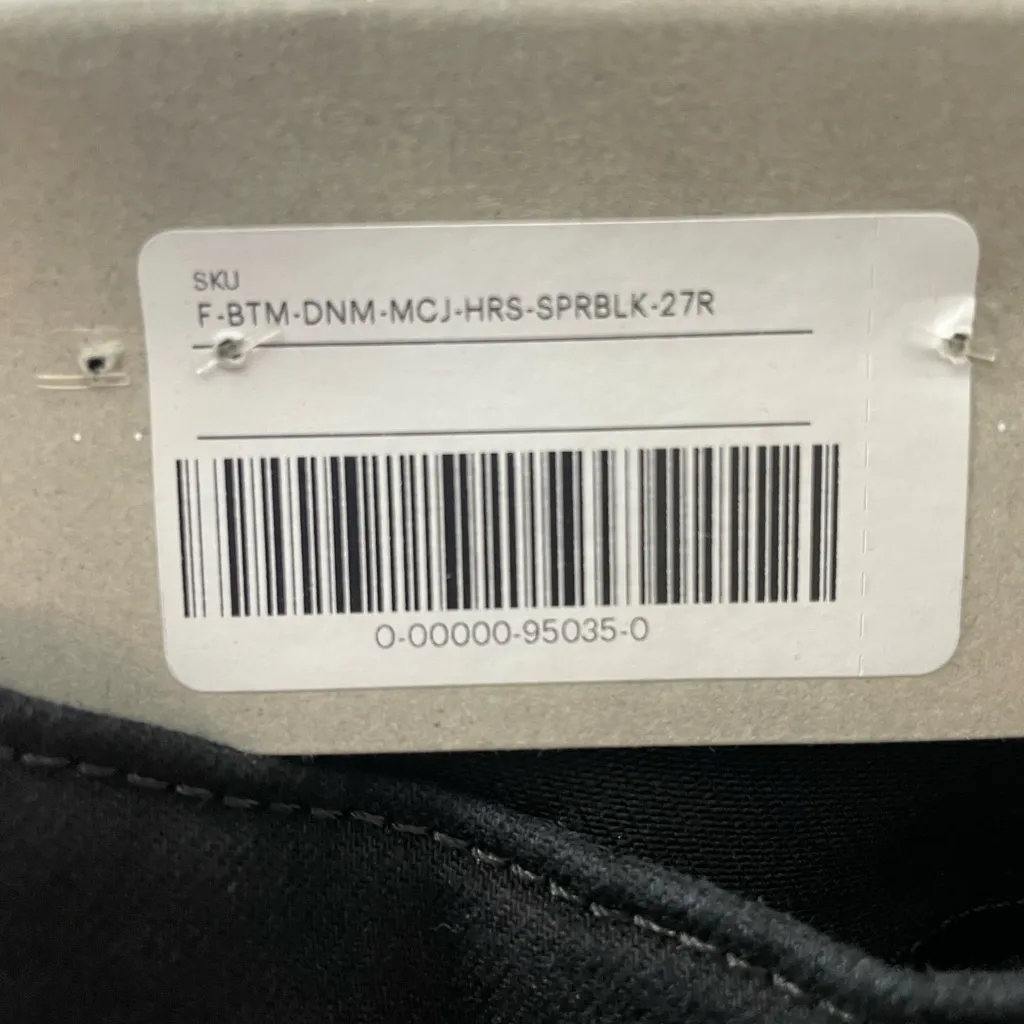 SKU
F-BTM-DNM-MCJ-HRS-SPRBLK-27R
0-00000-95035-0